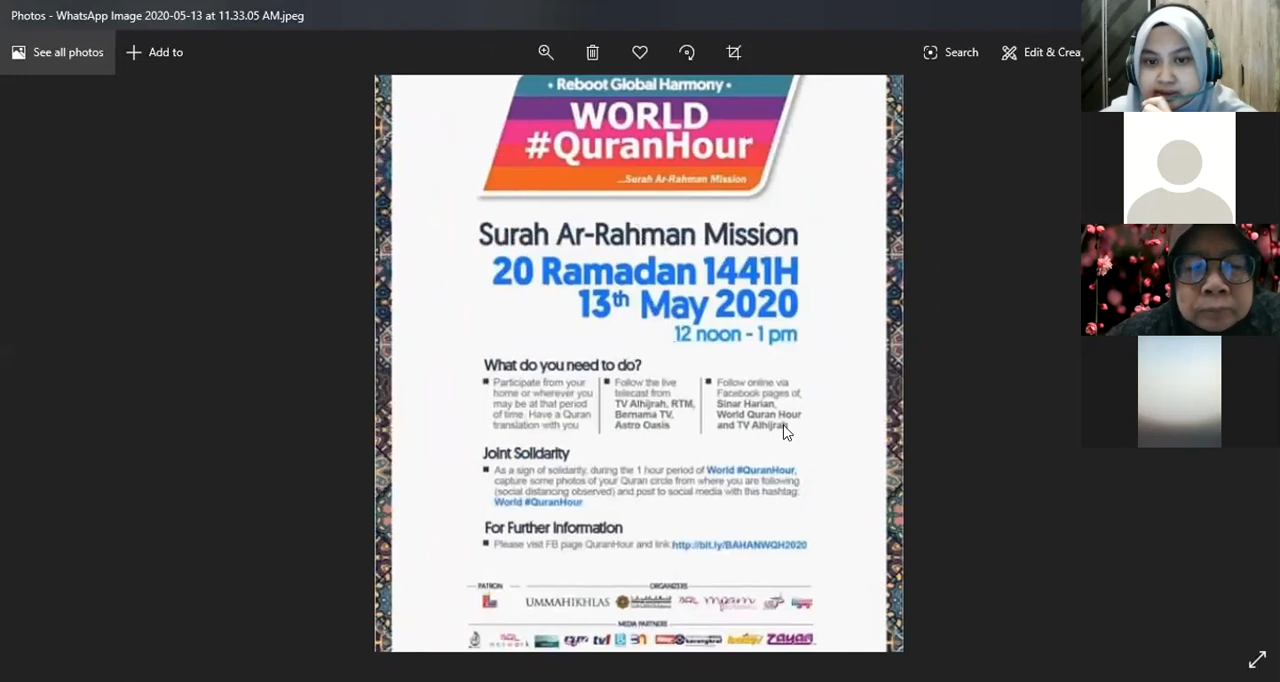 Photos - WhatsApp Image 2020-05-13 at 11.33.05 AM.jpeg
See all photos
Add to
Search
Edit & Crea
• Reboot Global Harmony •
WORLD
#QuranHour
...Surah Ar-Rahman Mission
Surah Ar-Rahman Mission
20 Ramadan 1441H
13th May 2020
12 noon - 1 pm
What do you need to do?
Participate from your
home or wherever you
may be at that period
of time. Have a Quran
translation with you
Follow the live
telecast from
TV Alhijrah, RTM,
Bernama TV,
Astro Oasis
Follow online via
Facebook pages of,
Sinar Harian,
World Quran Hour
and TV Alhijrah
Joint Solidarity
As a sign of solidarity, during the 1 hour period of World #QuranHour,
capture some photos of your Quran circle from where you are following
(social distancing observed) and post to social media with this hashtag:
World #QuranHour
For Further Information
Please visit FB page QuranHour and link:http://bit.ly/BAHANWQH2020
PATRON
ORGANIZERS
UMMAHIKHLAS
mpam
MEDIA PARTNERS
network
tv1
karangkraf
zayan